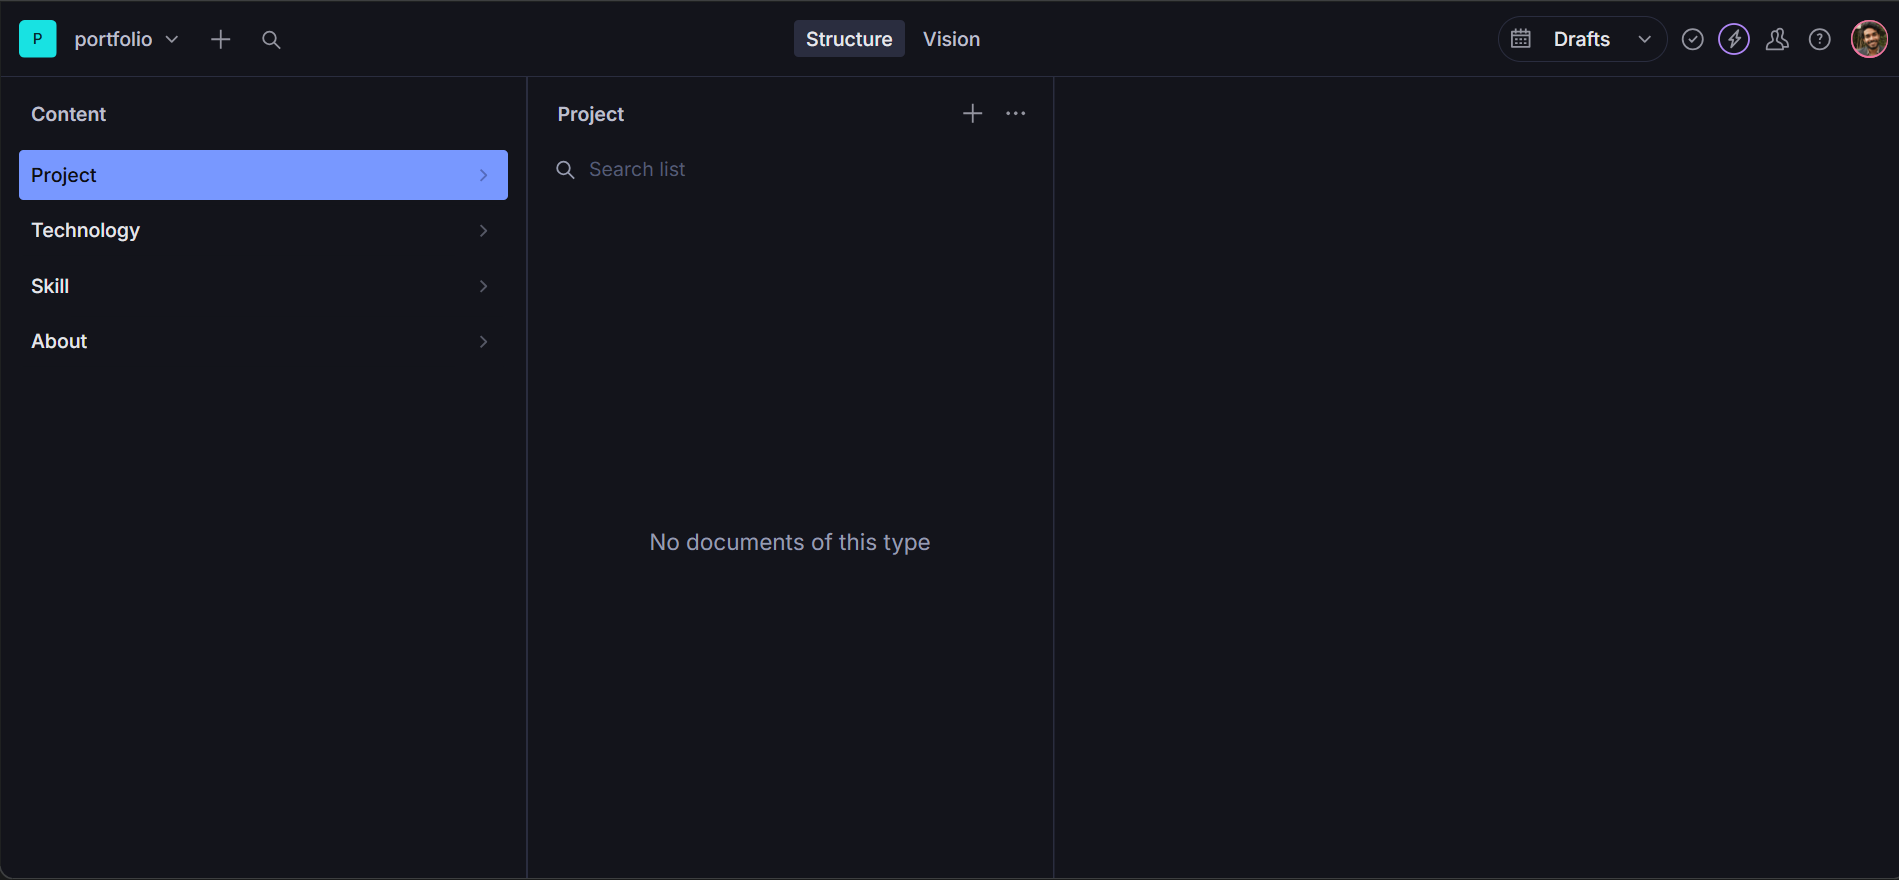 P portfolio Structure Vision Drafts
Content
Project
Technology
Skill
About
Project
Search list
No documents of this type